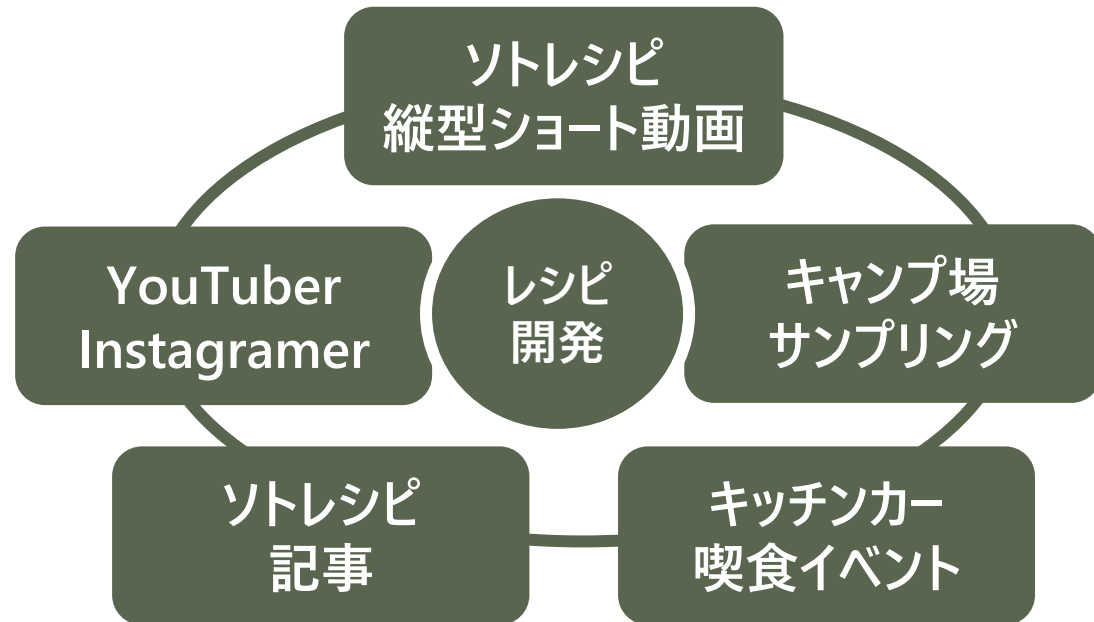 ソトレシピ
縦型ショート動画
YouTuber
Instagramer
レシピ
開発
キャンプ場
サンプリング
ソトレシピ
記事
キッチンカー
喫食イベント